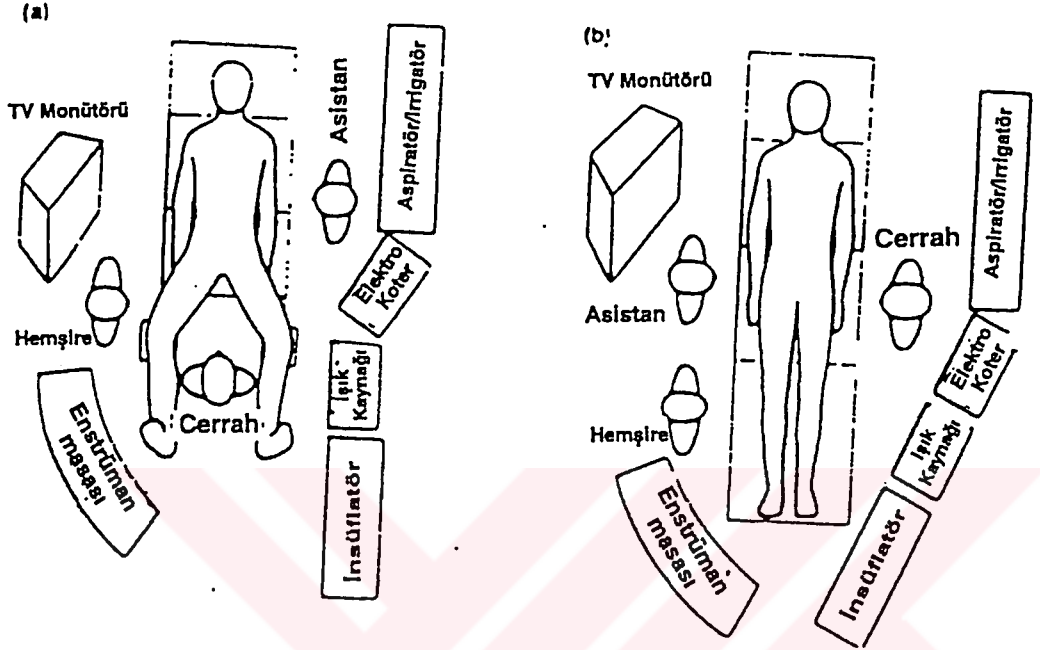 (a)
TV Monütörü
Asistan
Aspiratör/Irrigatör
Elektro
Koter
Hemşire
Işık
Kaynağı
Cerrah
Enstrüman
masası
İnsüflatör
(b)
TV Monütörü
Aspiratör/Irrigatör
Cerrah
Asistan
Elektro
Koter
Hemşire
Işık
Kaynağı
Enstrüman
masası
İnsüflatör